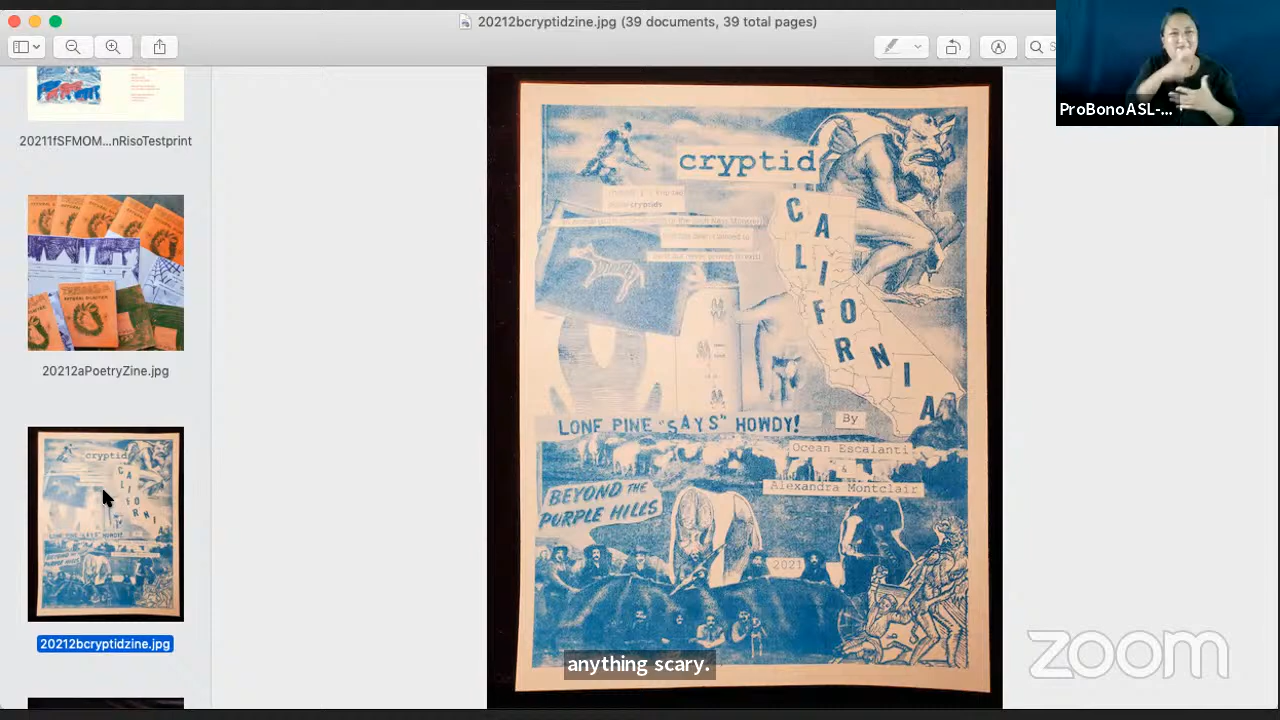 20212bcryptidzine.jpg (39 documents, 39 total pages)
ProBonoASL-...
20211fSFMOM...nRisoTestprint
20212aPoetryZine.jpg
20212bcryptidzine.jpg
cryptid
CALIFORNIA
LONE PINE "SAYS" HOWDY!
By
Ocean Escalanti
&
Alexandra Montclair
BEYOND THE
PURPLE HILLS
2021
anything scary.
zoom